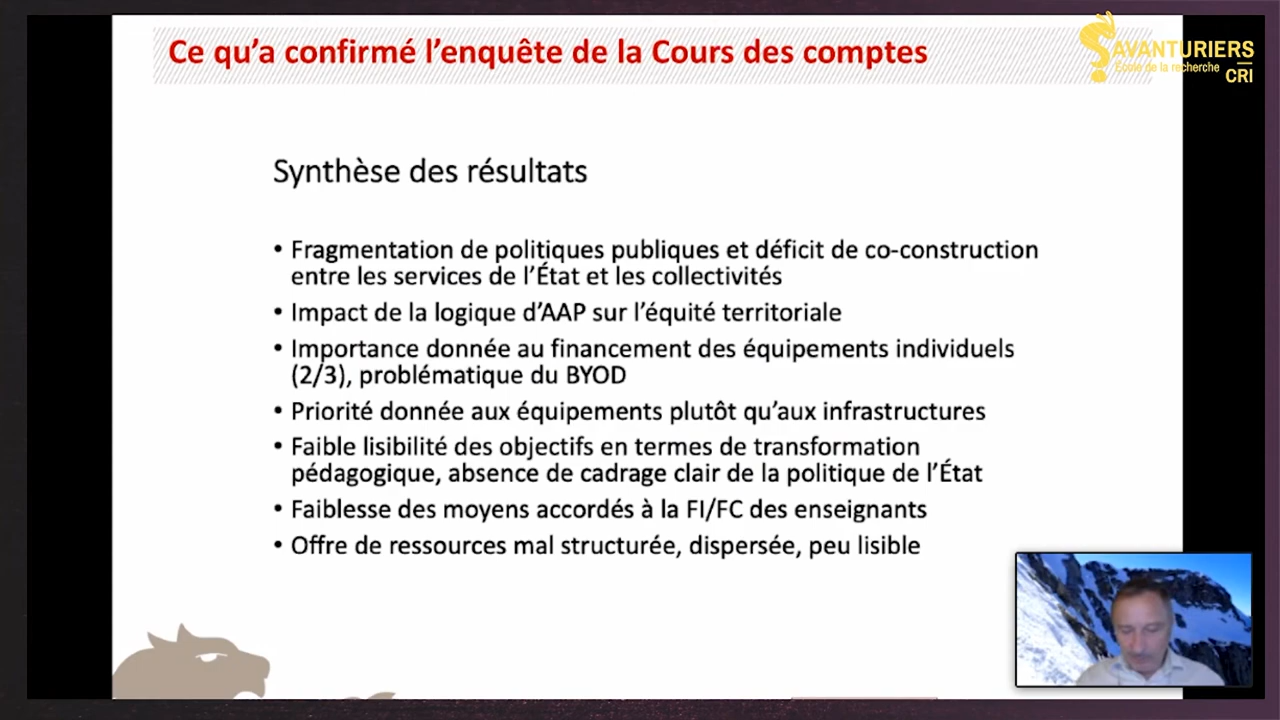 Ce qu'a confirmé l'enquête de la Cours des comptes
SAVANTURIERS
École de la recherche
CRI
Synthèse des résultats
• Fragmentation de politiques publiques et déficit de co-construction
entre les services de l'État et les collectivités
• Impact de la logique d'AAP sur l'équité territoriale
• Importance donnée au financement des équipements individuels
(2/3), problématique du BYOD
• Priorité donnée aux équipements plutôt qu'aux infrastructures
• Faible lisibilité des objectifs en termes de transformation
pédagogique, absence de cadrage clair de la politique de l'État
• Faiblesse des moyens accordés à la FI/FC des enseignants
• Offre de ressources mal structurée, dispersée, peu lisible